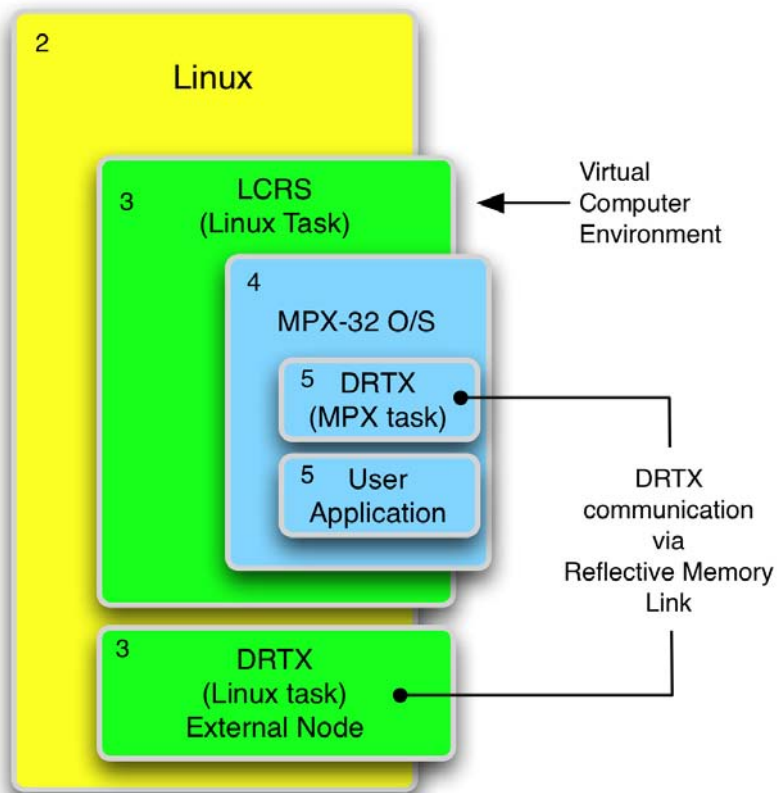 2
Linux
3
LCRS
(Linux Task)
Virtual
Computer
Environment
4
MPX-32 O/S
5
DRTX
(MPX task)
5
User
Application
DRTX
communication
via
Reflective Memory
Link
3
DRTX
(Linux task)
External Node